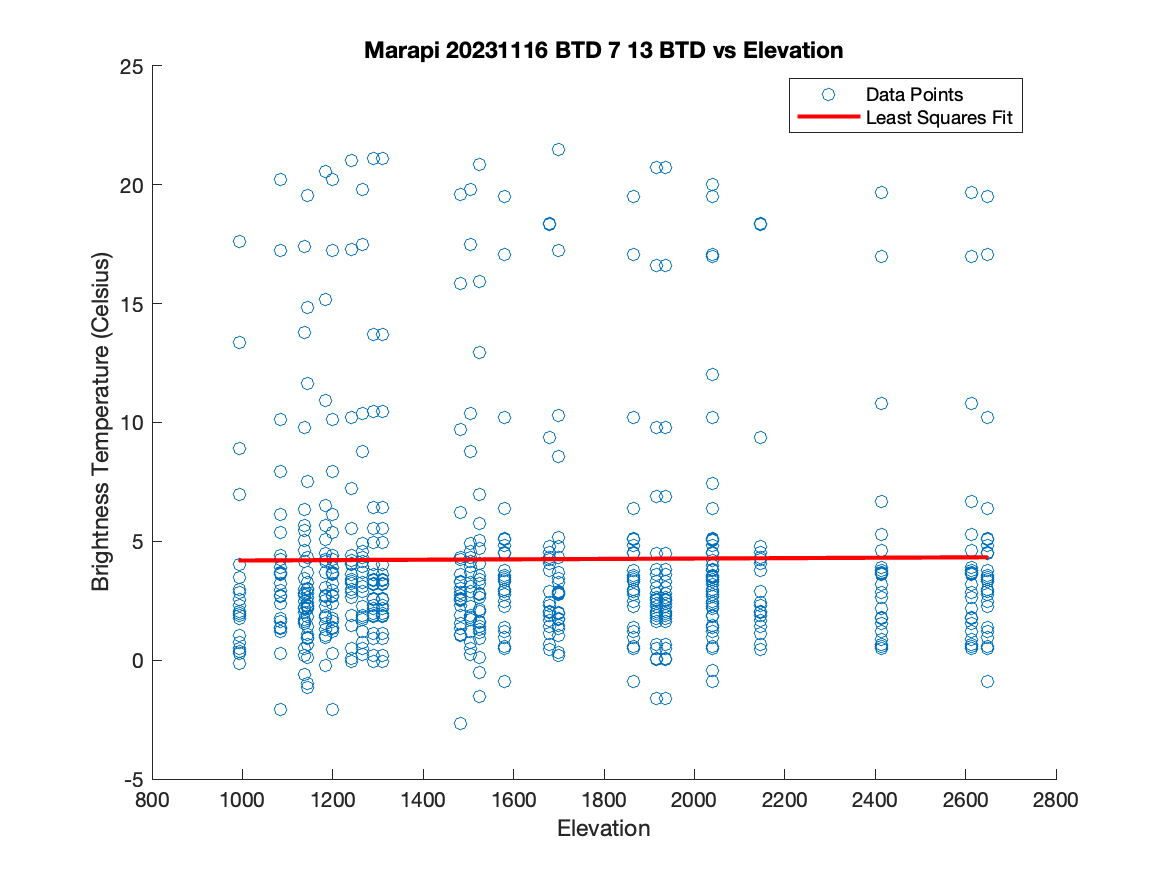 Marapi 20231116 BTD 7 13 BTD vs Elevation
25
20
15
10
5
0
-5
Brightness Temperature (Celsius)
Data Points
Least Squares Fit
800 1000 1200 1400 1600 1800 2000 2200 2400 2600 2800
Elevation